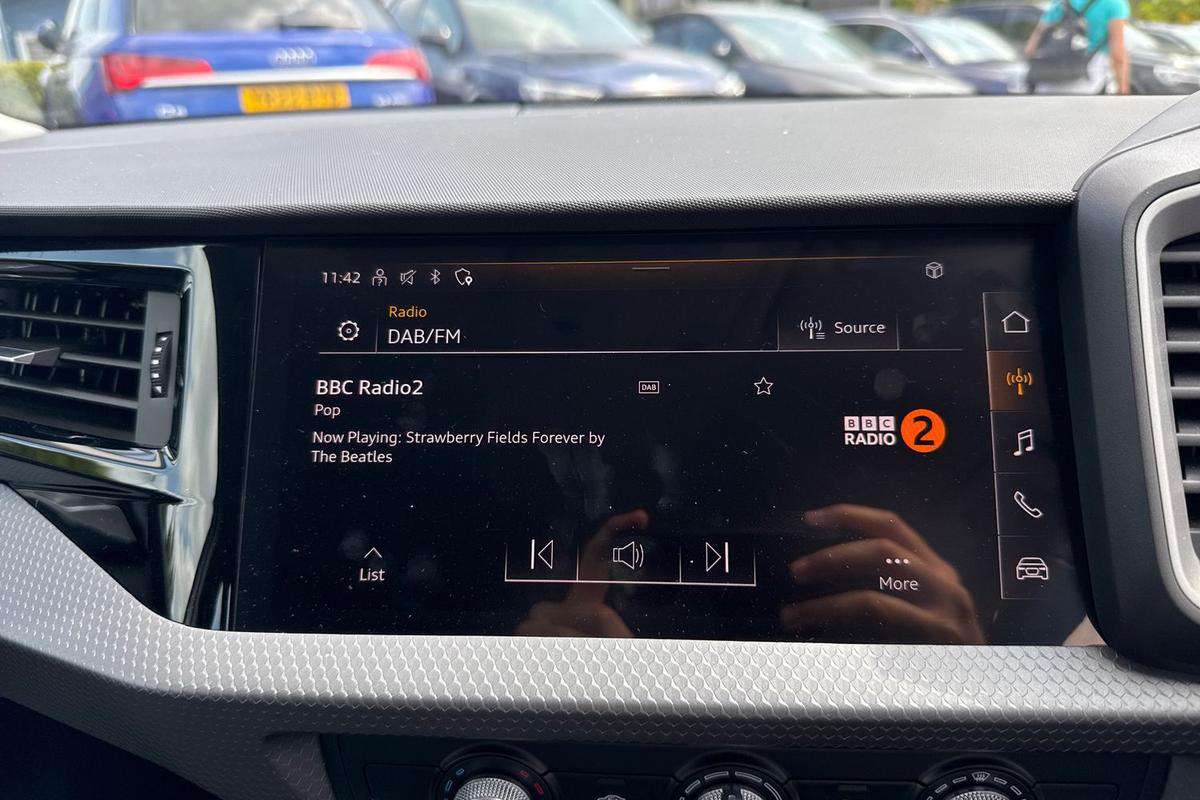 11:42
Radio
DAB/FM
Source
BBC Radio2
DAB
Pop
Now Playing: Strawberry Fields Forever by
The Beatles
BBC
RADIO 2
List
More